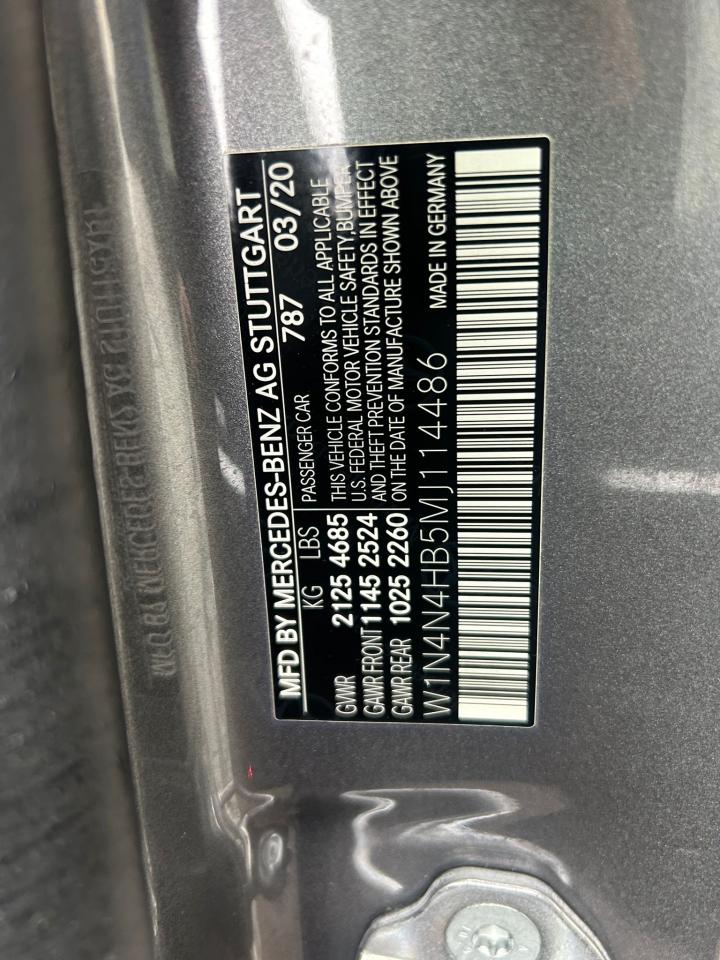 MFD BY MERCEDES-BENZ AG STUTTGART
KG LBS 787 03/20
GVWR 2125 4685 PASSENGER CAR
GAWR FRONT 1145 2524
GAWR REAR 1025 2260
THIS VEHICLE CONFORMS TO ALL APPLICABLE
U.S. FEDERAL MOTOR VEHICLE SAFETY, BUMPER
AND THEFT PREVENTION STANDARDS IN EFFECT
ON THE DATE OF MANUFACTURE SHOWN ABOVE
W1N4N4HB5MJ114486 MADE IN GERMANY